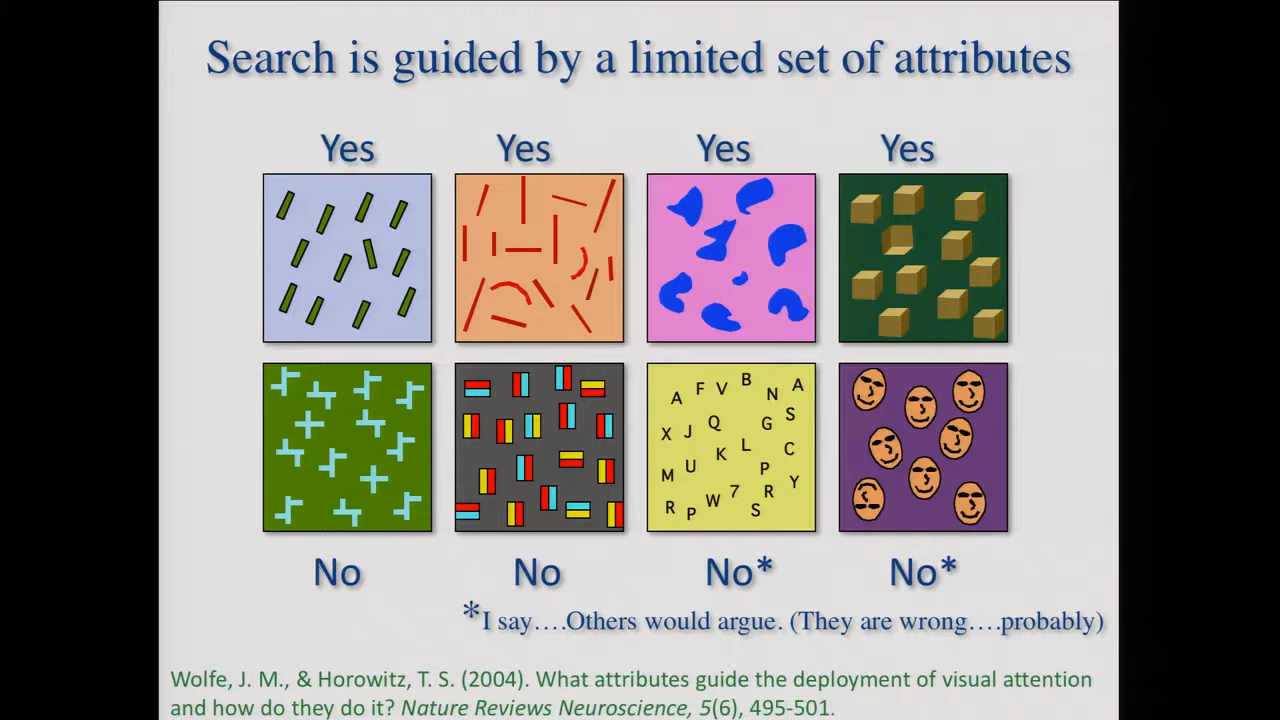 Search is guided by a limited set of attributes
Yes Yes Yes Yes
A F V B N A
X J Q G S
M U K L P C
R P W 7 R S Y
No No No* No*
*I say….Others would argue. (They are wrong….probably)
Wolfe, J. M., & Horowitz, T. S. (2004). What attributes guide the deployment of visual attention
and how do they do it? Nature Reviews Neuroscience, 5(6), 495-501.